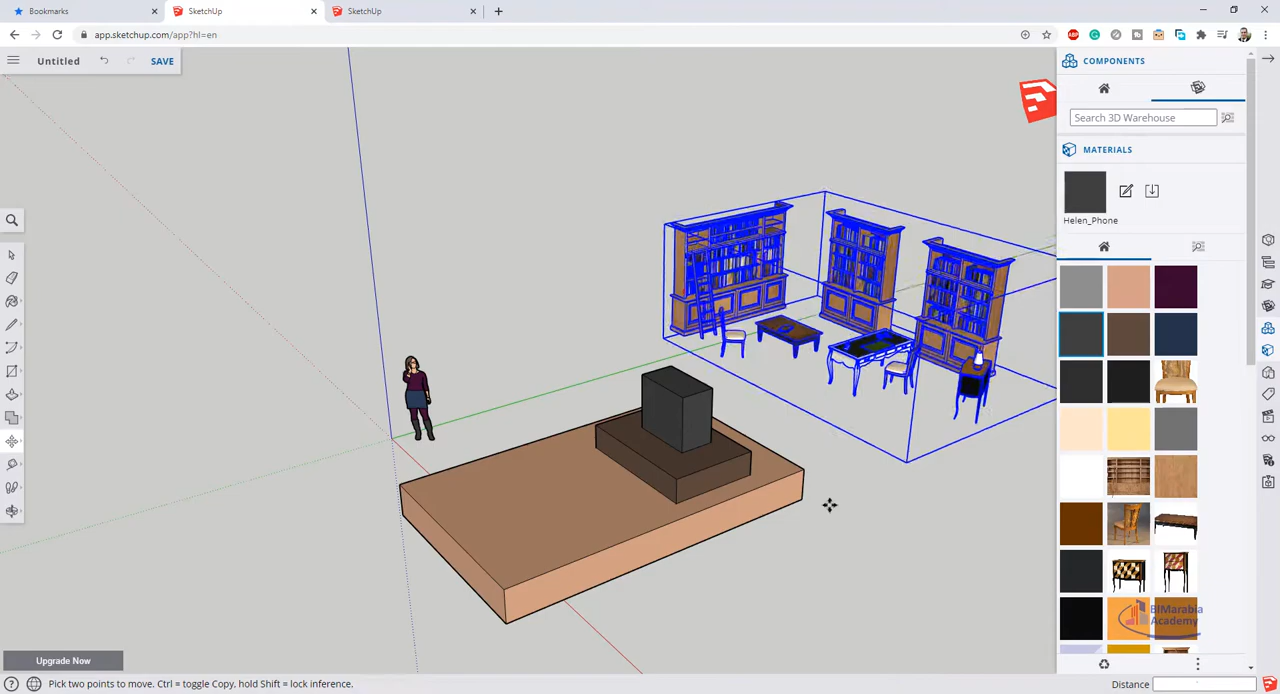 Bookmarks
SketchUp
SketchUp
app.sketchup.com/app?hl=en
Untitled
SAVE
COMPONENTS
Search 3D Warehouse
MATERIALS
Helen_Phone
BIMarabia
Academy
Upgrade Now
Pick two points to move. Ctrl = toggle Copy, hold Shift = lock inference.
Distance